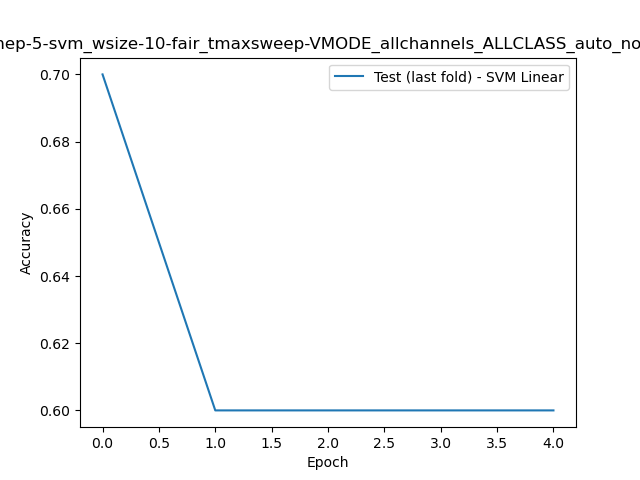 nep-5-svm_wsize-10-fair_tmaxsweep-VMODE_allchannels_ALLCLASS_auto_no
Test (last fold) - SVM Linear
Accuracy
0.70
0.68
0.66
0.64
0.62
0.60
0.0 0.5 1.0 1.5 2.0 2.5 3.0 3.5 4.0
Epoch